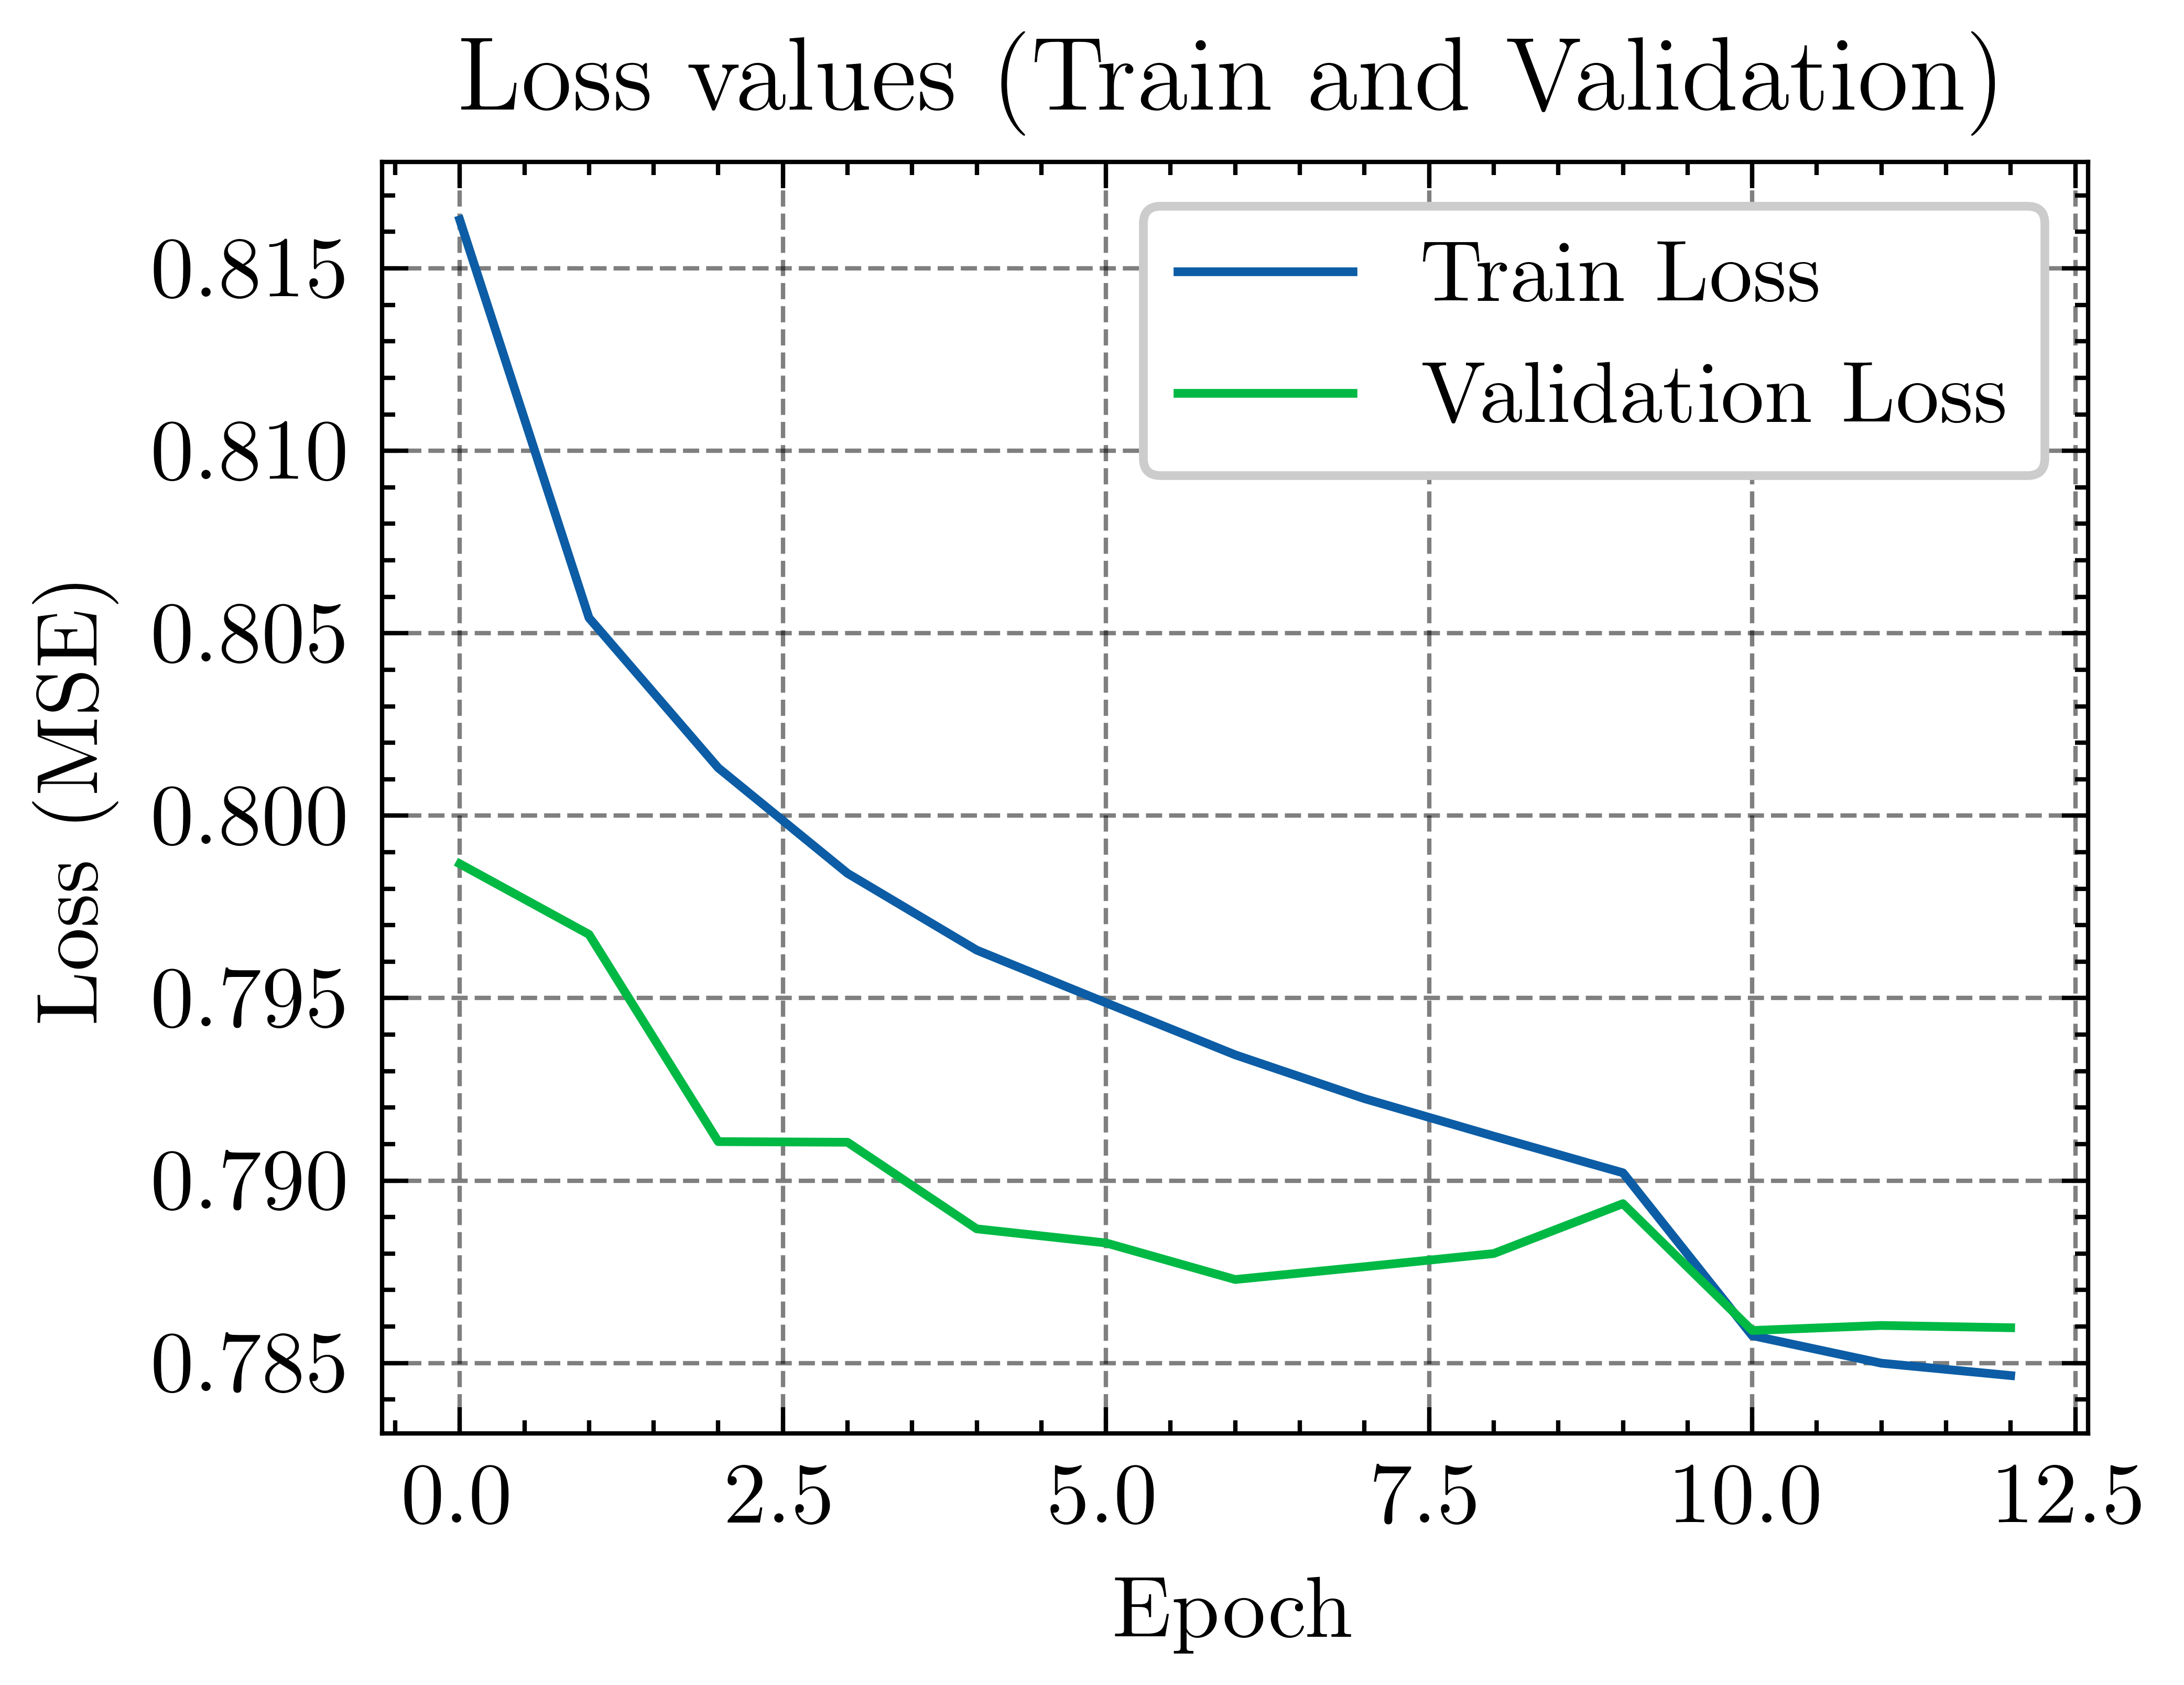 Loss values (Train and Validation)
Train Loss
Validation Loss
Loss (MSE)
0.815
0.810
0.805
0.800
0.795
0.790
0.785
0.0 2.5 5.0 7.5 10.0 12.5
Epoch